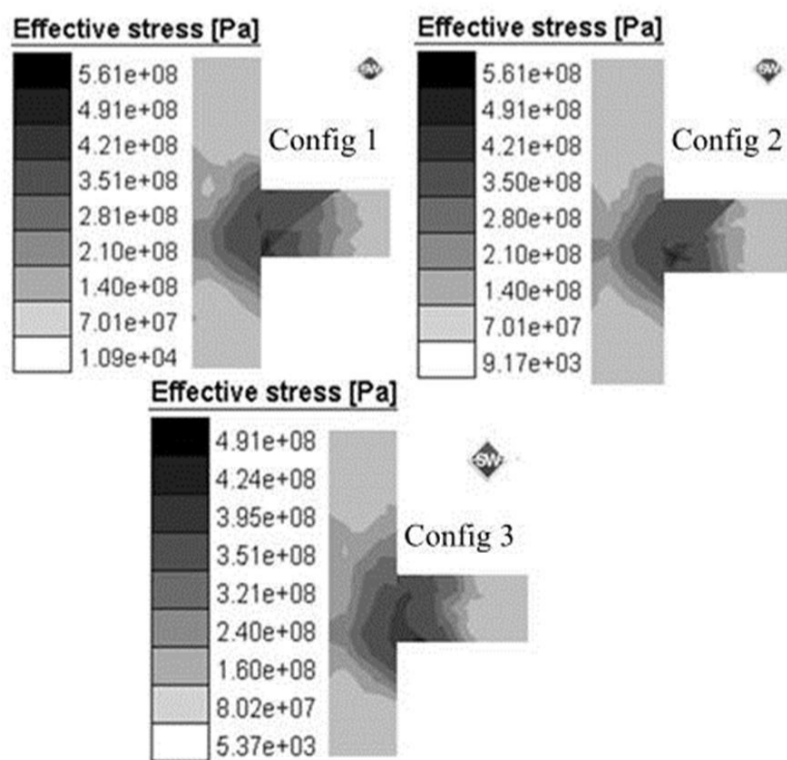 Effective stress [Pa]
5.61e+08
4.91e+08
4.21e+08
3.51e+08
2.81e+08
2.10e+08
1.40e+08
7.01e+07
1.09e+04
SW
Config 1
Effective stress [Pa]
5.61e+08
4.91e+08
4.21e+08
3.50e+08
2.80e+08
2.10e+08
1.40e+08
7.01e+07
9.17e+03
SW
Config 2
Effective stress [Pa]
4.91e+08
4.24e+08
3.95e+08
3.51e+08
3.21e+08
2.40e+08
1.60e+08
8.02e+07
5.37e+03
SW
Config 3